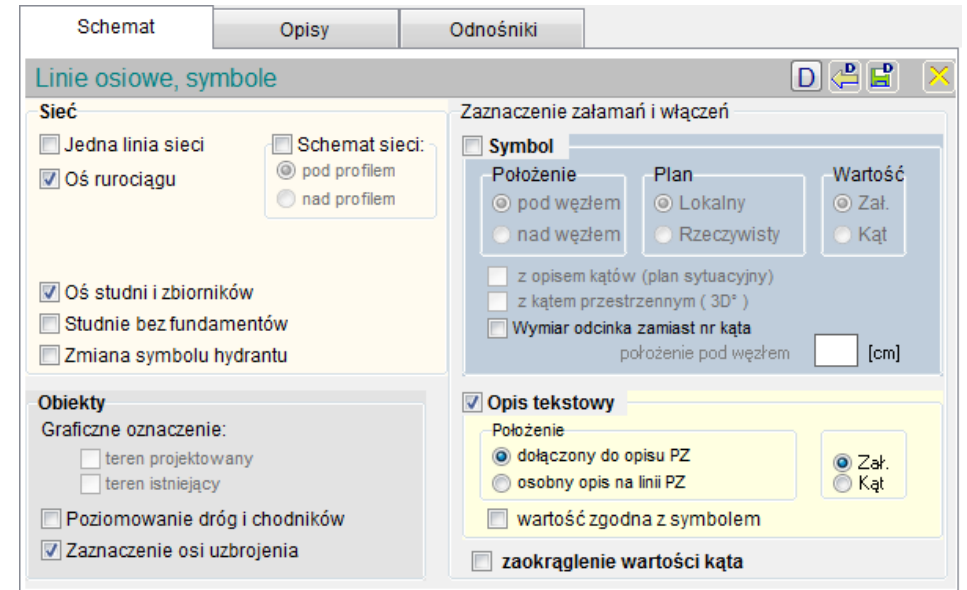 Schemat
Opisy
Odnośniki
Linie osiowe, symbole
D
D
D
Sieć
Jedna linia sieci
Oś rurociągu
Schemat sieci:
pod profilem
nad profilem
Oś studni i zbiorników
Studnie bez fundamentów
Zmiana symbolu hydrantu
Obiekty
Graficzne oznaczenie:
teren projektowany
teren istniejący
Poziomowanie dróg i chodników
Zaznaczenie osi uzbrojenia
Zaznaczenie załamań i włączeń
Symbol
Położenie
pod węzłem
nad węzłem
Plan
Lokalny
Rzeczywisty
Wartość
Zał.
Kąt
z opisem kątów (plan sytuacyjny)
z kątem przestrzennym ( 3D° )
Wymiar odcinka zamiast nr kąta
położenie pod węzłem
[cm]
Opis tekstowy
Położenie
dołączony do opisu PZ
osobny opis na linii PZ
Zał.
Kąt
wartość zgodna z symbolem
zaokrąglenie wartości kąta